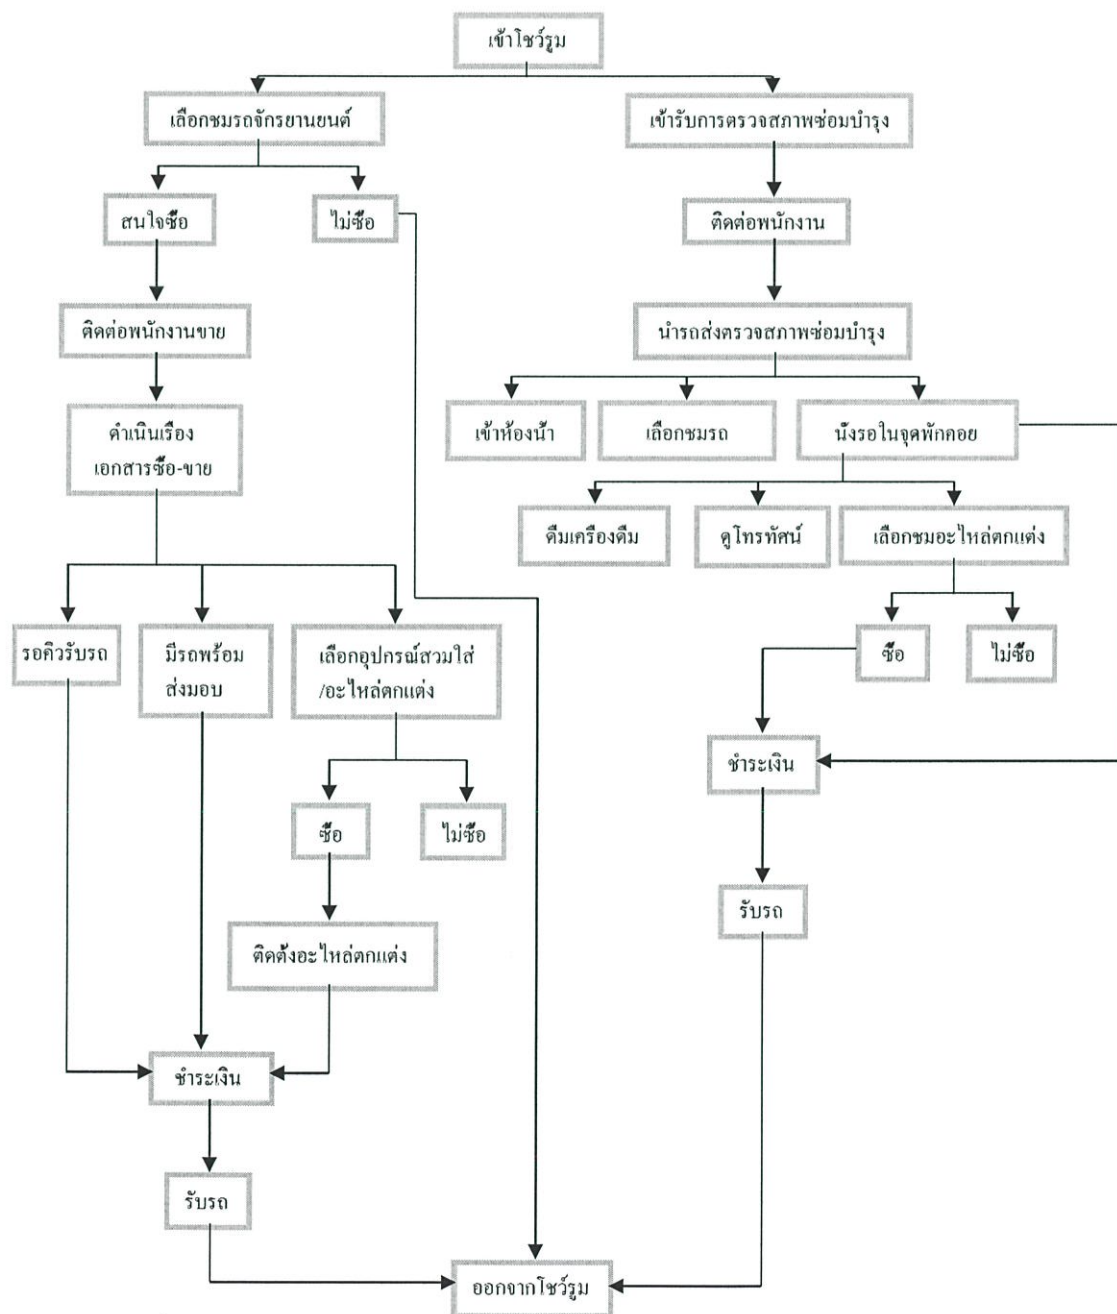 เข้าโชว์รูม
เลือกชมรถจักรยานยนต์
เข้ารับการตรวจสภาพซ่อมบำรุง
สนใจซื้อ
ไม่ซื้อ
ติดต่อพนักงาน
ติดต่อพนักงานขาย
นำรถส่งตรวจสภาพซ่อมบำรุง
ดำเนินเรื่อง
เอกสารซื้อ-ขาย
เข้าห้องน้ำ
เลือกชมรถ
นั่งรอในจุดพักคอย
ดื่มเครื่องดื่ม
ดูโทรทัศน์
เลือกชมอะไหล่ตกแต่ง
รอคิวรับรถ
มีรถพร้อม
ส่งมอบ
เลือกอุปกรณ์สวมใส่
/อะไหล่ตกแต่ง
ซื้อ
ไม่ซื้อ
ชำระเงิน
ซื้อ
ไม่ซื้อ
รับรถ
ติดตั้งอะไหล่ตกแต่ง
ชำระเงิน
รับรถ
ออกจากโชว์รูม